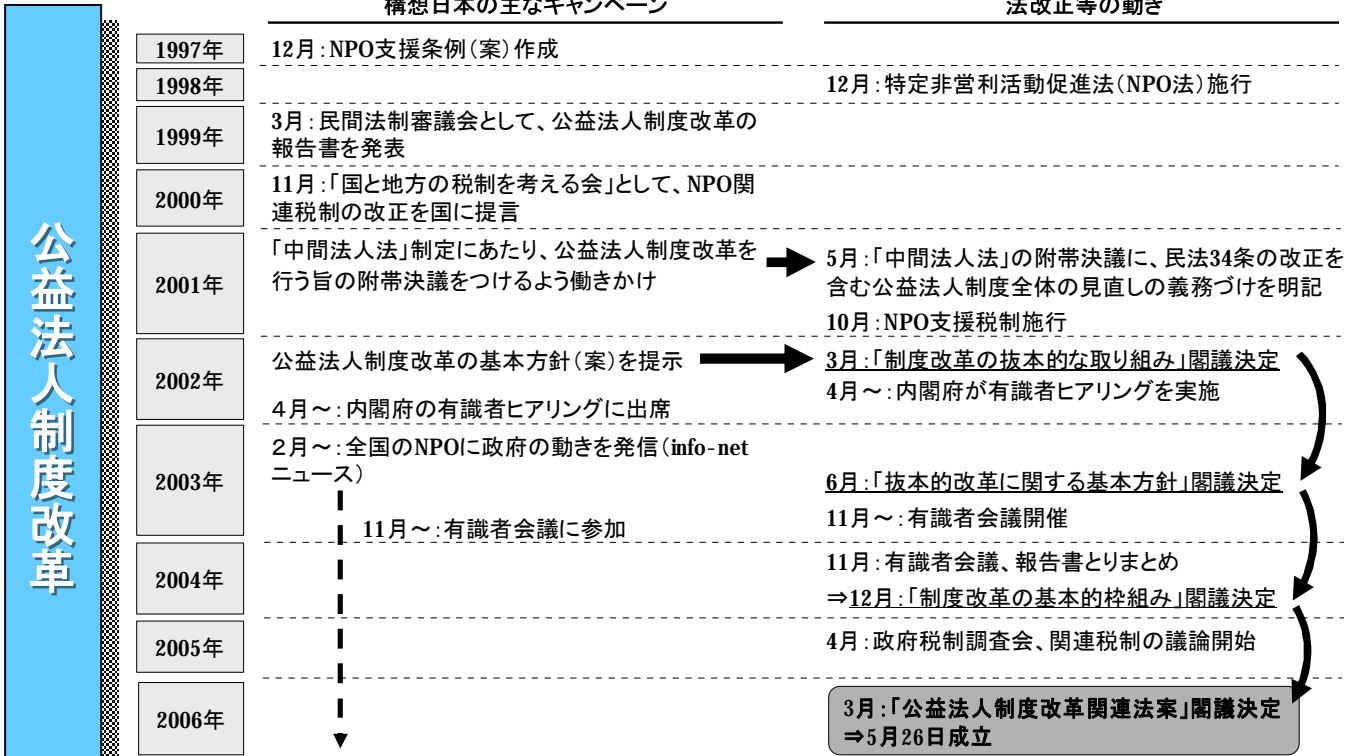 構想日本の主なキャンペーン
法改正等の動き
公益法人制度改革
1997年
12月：NPO支援条例（案）作成
1998年
12月：特定非営利活動促進法（NPO法）施行
1999年
3月：民間法制審議会として、公益法人制度改革の
報告書を発表
2000年
11月：「国と地方の税制を考える会」として、NPO関
連税制の改正を国に提言
2001年
「中間法人法」制定にあたり、公益法人制度改革を
行う旨の附帯決議をつけるよう働きかけ
5月：「中間法人法」の附帯決議に、民法34条の改正を
含む公益法人制度全体の見直しの義務づけを明記
10月：NPO支援税制施行
2002年
公益法人制度改革の基本方針（案）を提示
4月～：内閣府の有識者ヒアリングに出席
3月：「制度改革の抜本的な取り組み」閣議決定
4月～：内閣府が有識者ヒアリングを実施
2003年
2月～：全国のNPOに政府の動きを発信（info-net
ニュース）
11月～：有識者会議に参加
6月：「抜本的改革に関する基本方針」閣議決定
11月～：有識者会議開催
2004年
11月：有識者会議、報告書とりまとめ
⇒12月：「制度改革の基本的枠組み」閣議決定
2005年
4月：政府税制調査会、関連税制の議論開始
2006年
3月：「公益法人制度改革関連法案」閣議決定
⇒5月26日成立